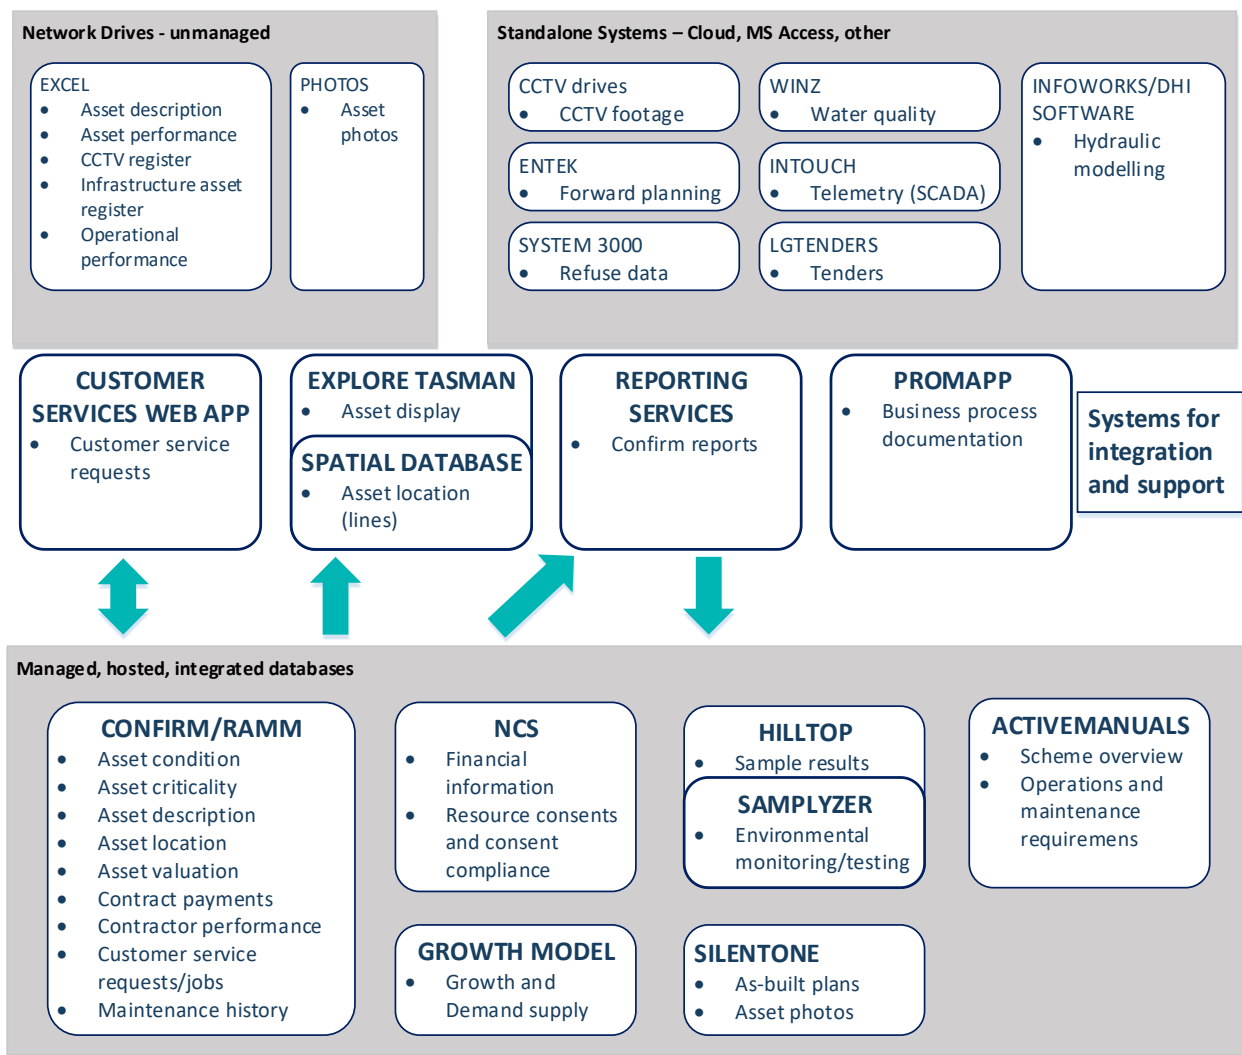 Network Drives - unmanaged
EXCEL
• Asset description
• Asset performance
• CCTV register
• Infrastructure asset
register
• Operational
performance
PHOTOS
• Asset
photos
Standalone Systems – Cloud, MS Access, other
CCTV drives
• CCTV footage
WINZ
• Water quality
INFOWORKS/DHI
SOFTWARE
• Hydraulic
modelling
ENTEK
• Forward planning
INTOUCH
• Telemetry (SCADA)
SYSTEM 3000
• Refuse data
LGTENDERS
• Tenders
CUSTOMER
SERVICES WEB APP
• Customer service
requests
EXPLORE TASMAN
• Asset display
SPATIAL DATABASE
• Asset location
(lines)
REPORTING
SERVICES
• Confirm reports
PROMAPP
• Business process
documentation
Systems for
integration
and support
Managed, hosted, integrated databases
CONFIRM/RAMM
• Asset condition
• Asset criticality
• Asset description
• Asset location
• Asset valuation
• Contract payments
• Contractor performance
• Customer service
requests/jobs
• Maintenance history
NCS
• Financial
information
• Resource consents
and consent
compliance
HILLTOP
• Sample results
SAMPLYZER
• Environmental
monitoring/testing
ACTIVEMANUALS
• Scheme overview
• Operations and
maintenance
requiremens
GROWTH MODEL
• Growth and
Demand supply
SILENTONE
• As-built plans
• Asset photos